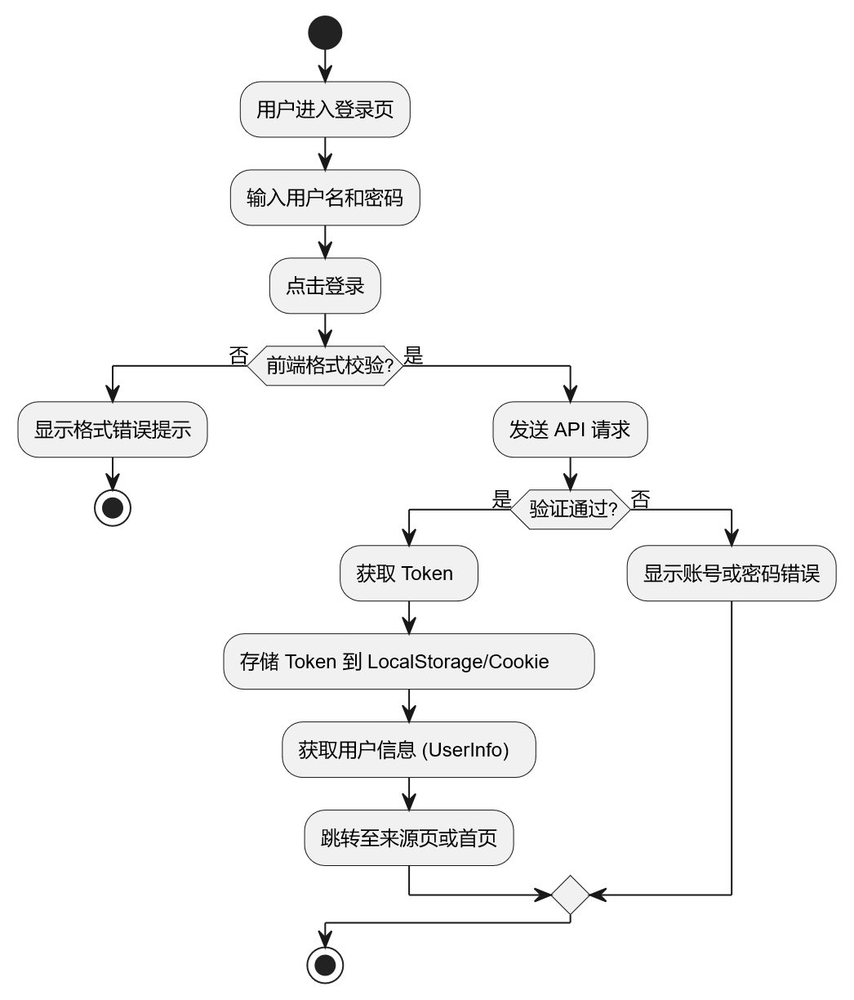 用户进入登录页
输入用户名和密码
点击登录
否
前端格式校验?
是
显示格式错误提示
发送 API 请求
是
验证通过?
否
获取 Token
显示账号或密码错误
存储 Token 到 LocalStorage/Cookie
获取用户信息 (UserInfo)
跳转至来源页或首页